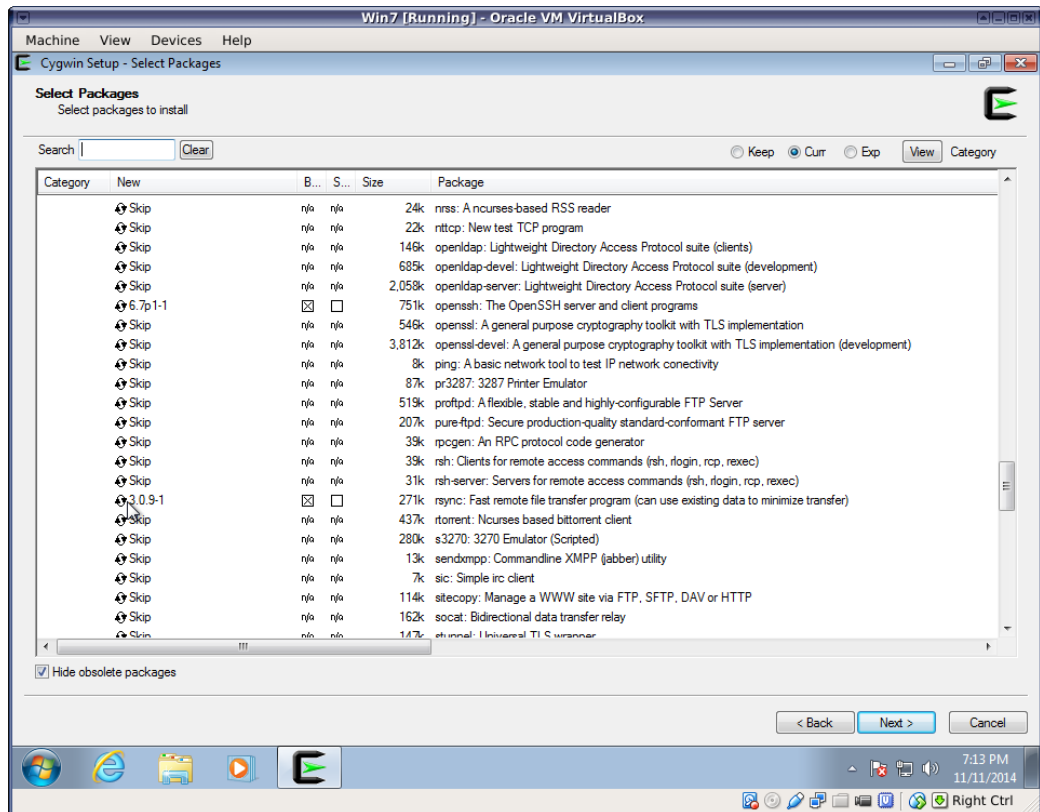 Win7 [Running] - Oracle VM VirtualBox
Machine View Devices Help
Cygwin Setup - Select Packages
Select Packages
Select packages to install
Search Clear Keep Curr Exp View Category
Category New B... S... Size Package
Skip n/a n/a 24k nrss: A ncurses-based RSS reader
Skip n/a n/a 22k nttcp: New test TCP program
Skip n/a n/a 146k openldap: Lightweight Directory Access Protocol suite (clients)
Skip n/a n/a 685k openldap-devel: Lightweight Directory Access Protocol suite (development)
Skip n/a n/a 2,058k openldap-server: Lightweight Directory Access Protocol suite (server)
6.7p1-1 751k openssh: The OpenSSH server and client programs
Skip n/a n/a 546k openssl: A general purpose cryptography toolkit with TLS implementation
Skip n/a n/a 3,812k openssl-devel: A general purpose cryptography toolkit with TLS implementation (development)
Skip n/a n/a 8k ping: A basic network tool to test IP network conectivity
Skip n/a n/a 87k pr3287: 3287 Printer Emulator
Skip n/a n/a 519k proftpd: A flexible, stable and highly-configurable FTP Server
Skip n/a n/a 207k pure-ftpd: Secure production-quality standard-conformant FTP server
Skip n/a n/a 39k rpcgen: An RPC protocol code generator
Skip n/a n/a 39k rsh: Clients for remote access commands (rsh, rlogin, rcp, rexec)
Skip n/a n/a 31k rsh-server: Servers for remote access commands (rsh, rlogin, rcp, rexec)
3.0.9-1 271k rsync: Fast remote file transfer program (can use existing data to minimize transfer)
Skip n/a n/a 437k rtorrent: Ncurses based bittorrent client
Skip n/a n/a 280k s3270: 3270 Emulator (Scripted)
Skip n/a n/a 13k sendxmpp: Commandline XMPP (jabber) utility
Skip n/a n/a 7k sic: Simple irc client
Skip n/a n/a 114k sitecopy: Manage a WWW site via FTP, SFTP, DAV or HTTP
Skip n/a n/a 162k socat: Bidirectional data transfer relay
Skip n/a n/a 147k stunnel: Universal TLS wrapper
Hide obsolete packages
< Back Next > Cancel
7:13 PM
11/11/2014
Right Ctrl